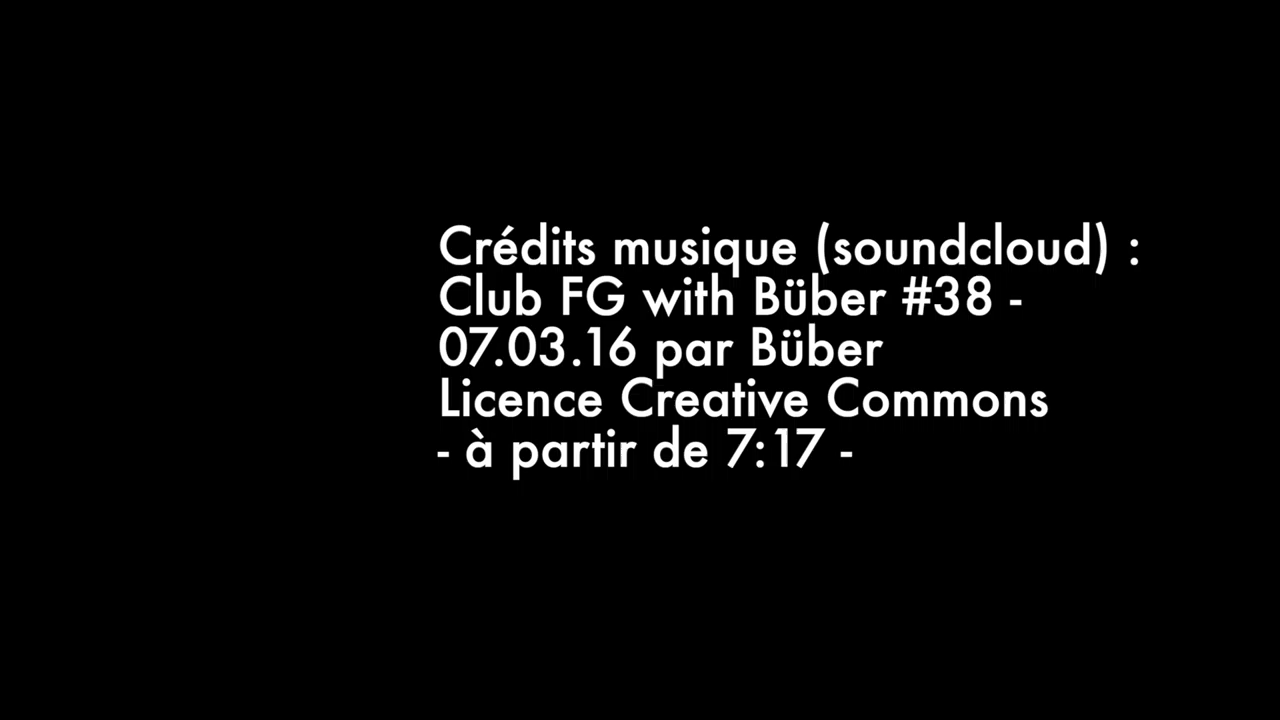 Crédits musique (soundcloud) :
Club FG with Büber #38 -
07.03.16 par Büber
Licence Creative Commons
- à partir de 7:17 -